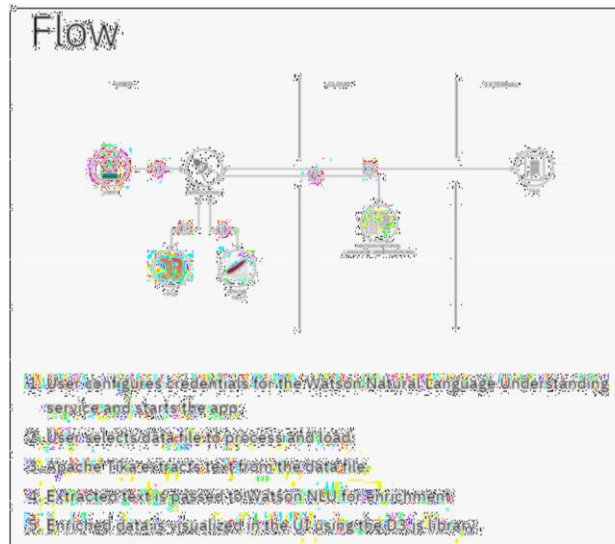 Flow
1. User configures credentials for the Watson Natural Language Understanding
service and starts the app.
2. User selects data file to process and load.
3. Apache Tika extracts text from the data file.
4. Extracted text is passed to Watson NLU for enrichment.
5. Enriched data is visualized in the UI using the D3.js library.